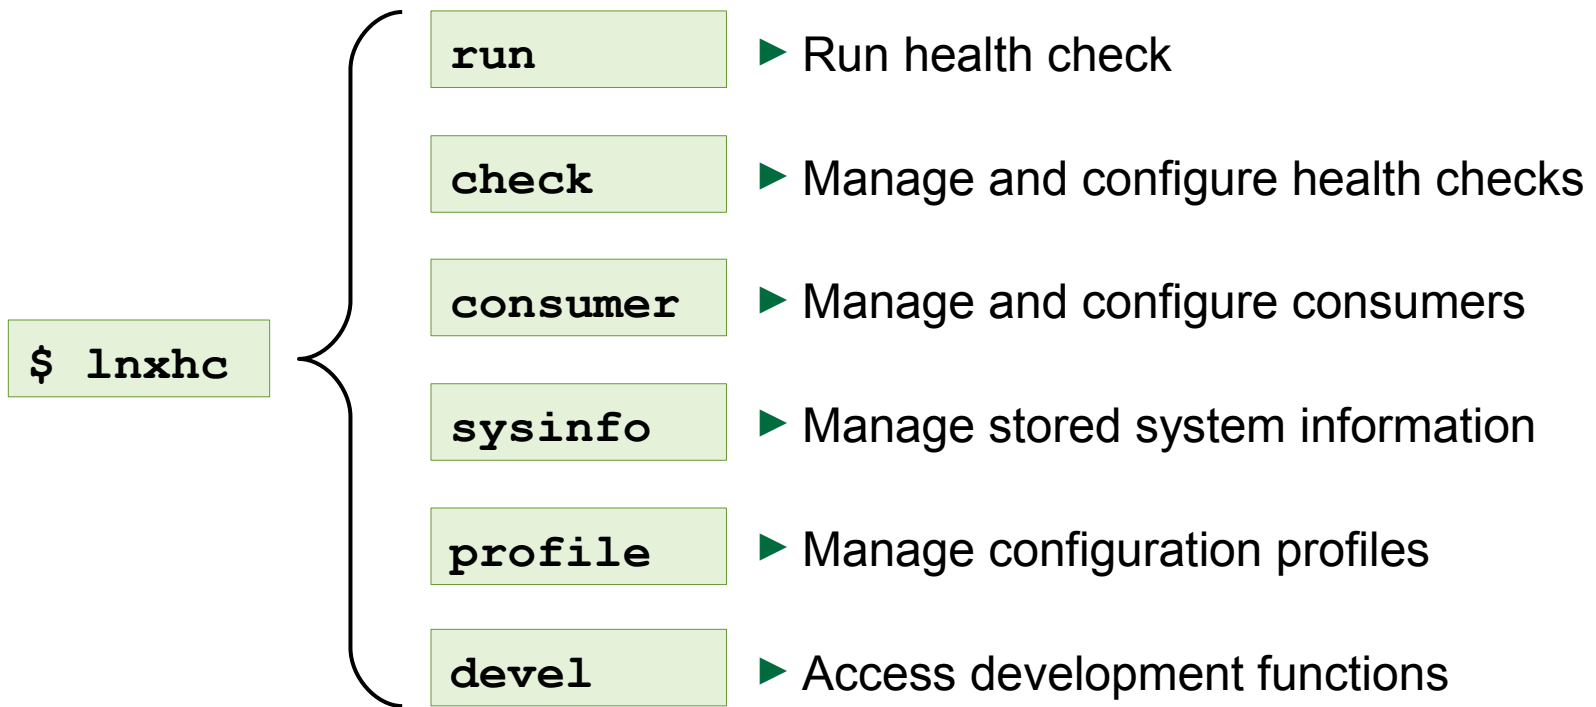 $ lnxhc
run
► Run health check
check
► Manage and configure health checks
consumer
► Manage and configure consumers
sysinfo
► Manage stored system information
profile
► Manage configuration profiles
devel
► Access development functions